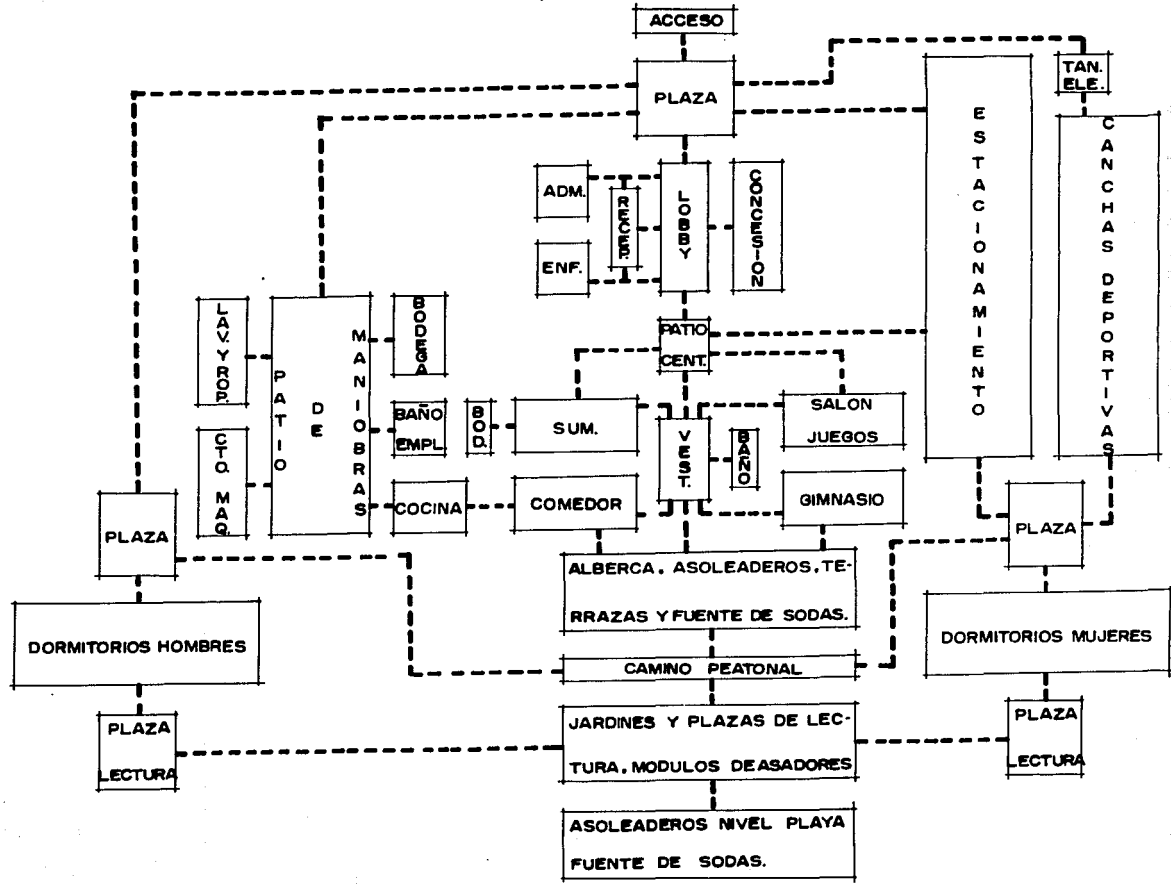 ACCESO
PLAZA
TAN.
ELE.
ESTACIONAMIENTO
CANCHAS DEPORTIVAS
ADM.
RECEP.
LOBBY
CONCESION
ENF.
LAV. Y ROP.
PATIO
DE
MANIOBRAS
BODEGA
PATIO
CENT.
CTO. MAQ.
BAÑO
EMPL.
BOD.
SUM.
VEST.
BAÑO
SALON
JUEGOS
COCINA
COMEDOR
GIMNASIO
PLAZA
PLAZA
ALBERCA. ASOLEADEROS. TE-
RRAZAS Y FUENTE DE SODAS.
DORMITORIOS HOMBRES
CAMINO PEATONAL
DORMITORIOS MUJERES
PLAZA
LECTURA
JARDINES Y PLAZAS DE LEC-
TURA. MODULOS DE ASADORES
PLAZA
LECTURA
ASOLEADEROS NIVEL PLAYA
FUENTE DE SODAS.